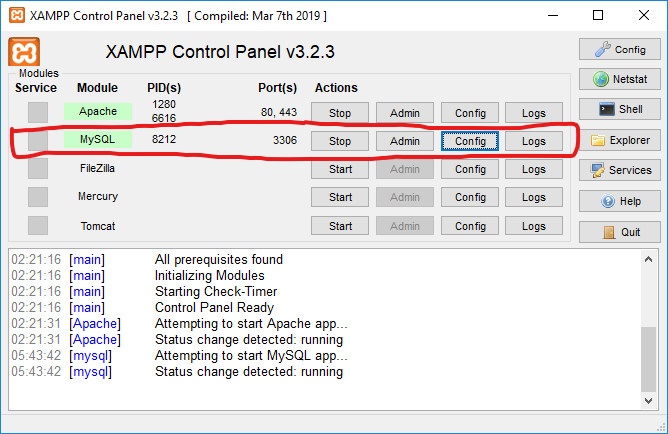 XAMPP Control Panel v3.2.3 [ Compiled: Mar 7th 2019 ]
XAMPP Control Panel v3.2.3
Config
Modules
Service Module PID(s) Port(s) Actions
Netstat
Apache 1280 6616 80, 443 Stop Admin Config Logs
Shell
MySQL 8212 3306 Stop Admin Config Logs
Explorer
FileZilla Start Admin Config Logs
Services
Mercury Start Admin Config Logs
Help
Tomcat Start Admin Config Logs
Quit
02:21:16 [main] All prerequisites found
02:21:16 [main] Initializing Modules
02:21:16 [main] Starting Check-Timer
02:21:16 [main] Control Panel Ready
02:21:31 [Apache] Attempting to start Apache app...
02:21:31 [Apache] Status change detected: running
05:43:42 [mysql] Attempting to start MySQL app...
05:43:42 [mysql] Status change detected: running